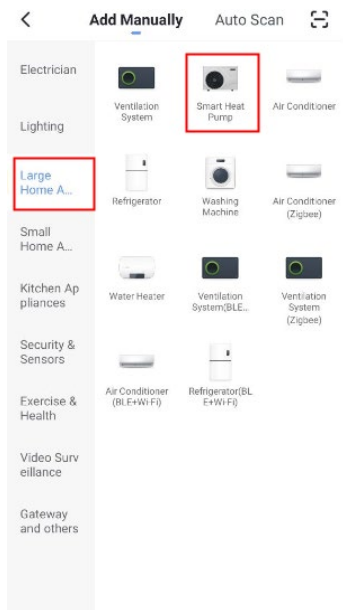 Add Manually
Auto Scan
Electrician
Lighting
Large
Home A...
Small
Home A...
Kitchen Ap
pliances
Security &
Sensors
Exercise &
Health
Video Surv
eillance
Gateway
and others
Ventilation
System
Smart Heat
Pump
Air Conditioner
Refrigerator
Washing
Machine
Air Conditioner
(Zigbee)
Water Heater
Ventilation
System(BLE...
Ventilation
System
(Zigbee)
Air Conditioner
(BLE+Wi-Fi)
Refrigerator(BL
E+Wi-Fi)